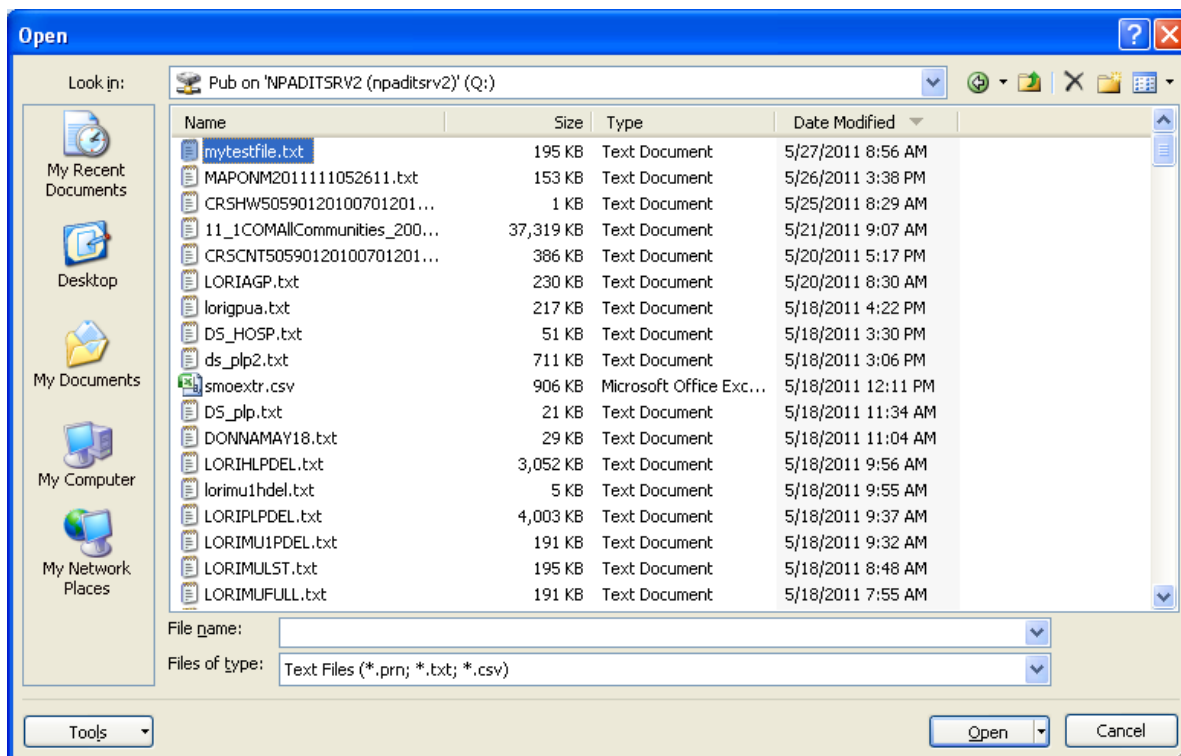 Open
Look in: Pub on 'NPADITSRV2 (npaditsrv2)' (Q:)
My Recent
Documents
Desktop
My Documents
My Computer
My Network
Places
Name Size Type Date Modified
mytestfile.txt 195 KB Text Document 5/27/2011 8:56 AM
MAPONM2011111052611.txt 153 KB Text Document 5/26/2011 3:38 PM
CRSHW50590120100701201... 1 KB Text Document 5/25/2011 8:29 AM
11_1COMAllCommunities_200... 37,319 KB Text Document 5/21/2011 9:07 AM
CRSCNT50590120100701201... 386 KB Text Document 5/20/2011 5:17 PM
LORIAGP.txt 230 KB Text Document 5/20/2011 8:30 AM
lorigpua.txt 217 KB Text Document 5/18/2011 4:22 PM
DS_HOSP.txt 51 KB Text Document 5/18/2011 3:30 PM
ds_plp2.txt 711 KB Text Document 5/18/2011 3:06 PM
smoextr.csv 906 KB Microsoft Office Exc... 5/18/2011 12:11 PM
DS_plp.txt 21 KB Text Document 5/18/2011 11:34 AM
DONNAMAY18.txt 29 KB Text Document 5/18/2011 11:04 AM
LORIHLPDEL.txt 3,052 KB Text Document 5/18/2011 9:56 AM
lorimu1hdel.txt 5 KB Text Document 5/18/2011 9:55 AM
LORIPLPDEL.txt 4,003 KB Text Document 5/18/2011 9:37 AM
LORIMU1PDEL.txt 191 KB Text Document 5/18/2011 9:32 AM
LORIMULST.txt 195 KB Text Document 5/18/2011 8:48 AM
LORIMUFULL.txt 191 KB Text Document 5/18/2011 7:55 AM
File name:
Files of type: Text Files (*.prn; *.txt; *.csv)
Tools Open Cancel